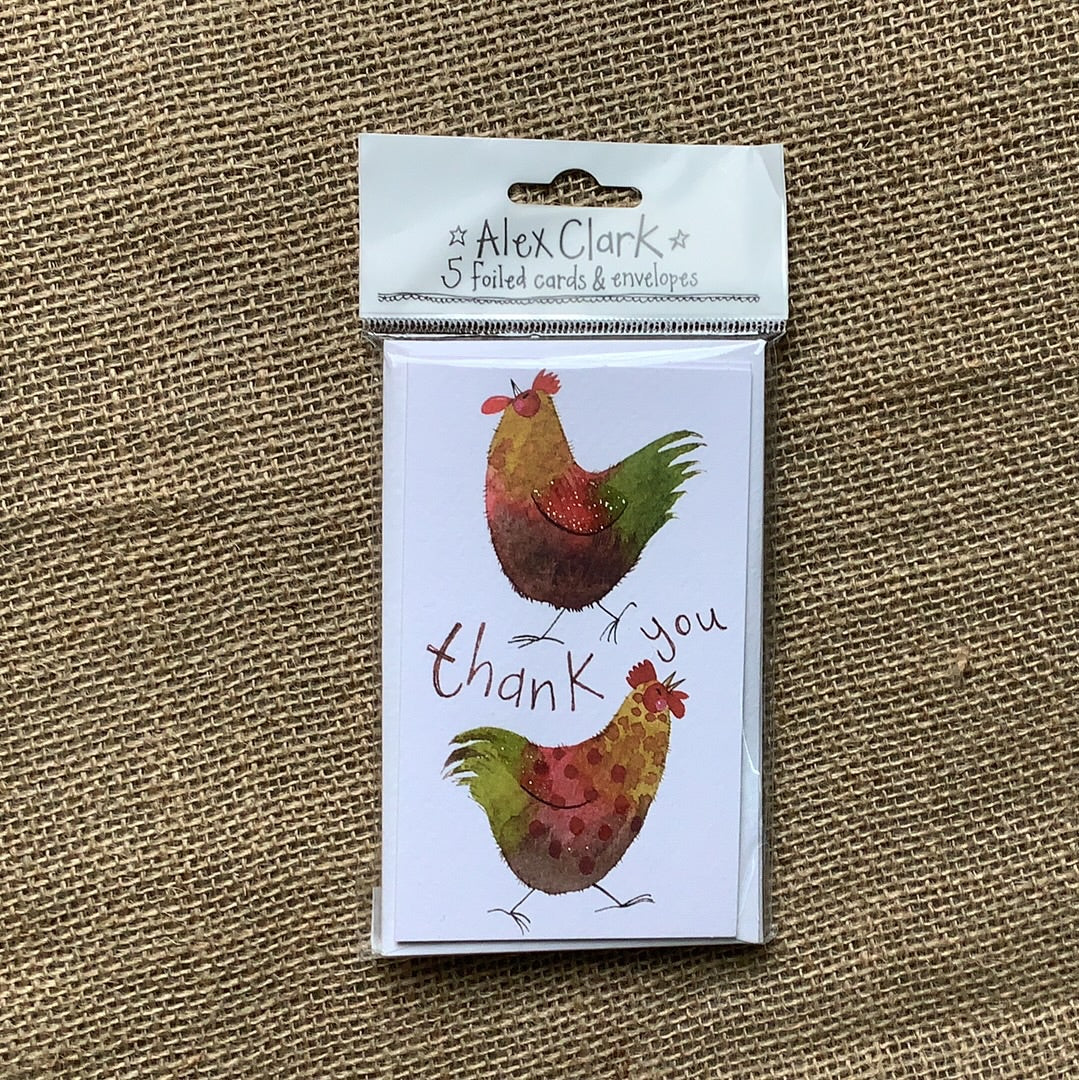 ☆ Alex Clark ☆
5 foiled cards & envelopes
thank you